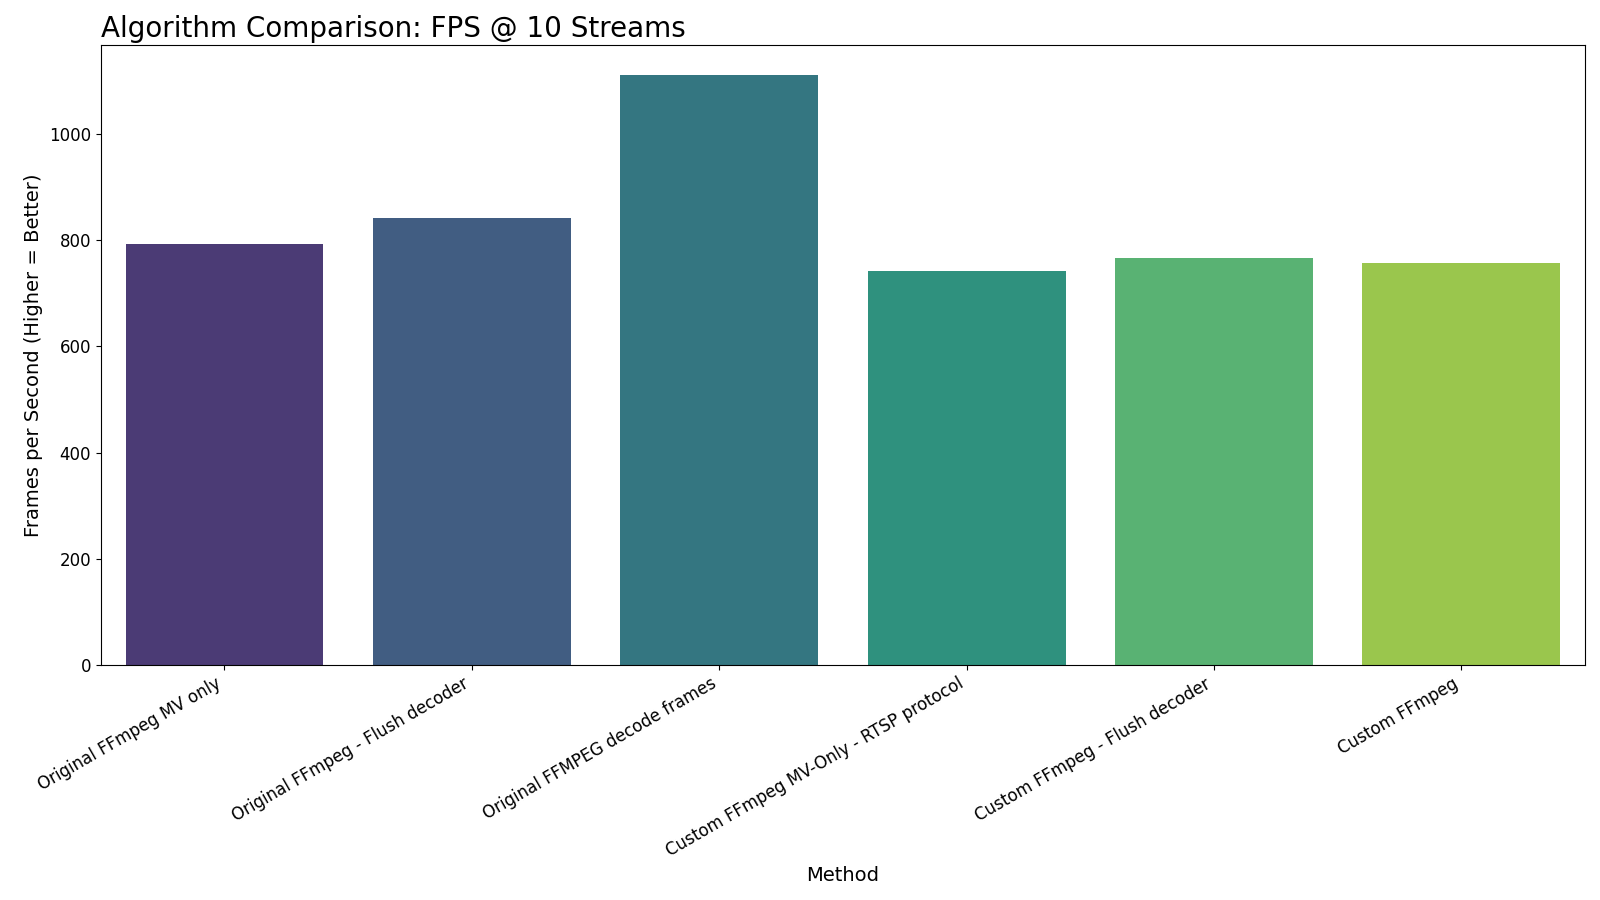 Algorithm Comparison: FPS @ 10 Streams
Frames per Second (Higher = Better)
1000
800
600
400
200
0
Original FFmpeg MV only
Original FFmpeg - Flush decoder
Original FFMPEG decode frames
Custom FFmpeg MV-Only - RTSP protocol
Custom FFmpeg - Flush decoder
Custom FFmpeg
Method